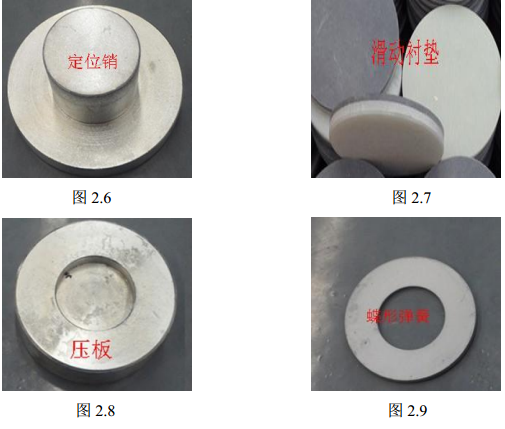 定位销
滑动衬垫
图 2.6
图 2.7
压板
蝶形弹簧
图 2.8
图 2.9